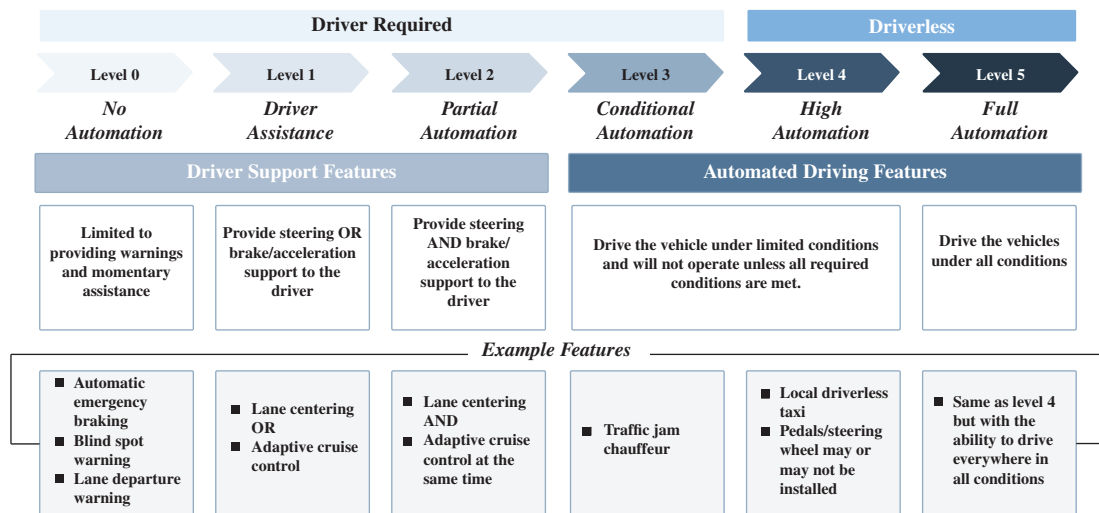 Driver Required
Driverless
Level 0
Level 1
Level 2
Level 3
Level 4
Level 5
No
Automation
Driver
Assistance
Partial
Automation
Conditional
Automation
High
Automation
Full
Automation
Driver Support Features
Automated Driving Features
Limited to
providing warnings
and momentary
assistance
Provide steering OR
brake/acceleration
support to the
driver
Provide steering
AND brake/
acceleration
support to the
driver
Drive the vehicle under limited conditions
and will not operate unless all required
conditions are met.
Drive the vehicles
under all conditions
Example Features
■ Automatic
emergency
braking
■ Blind spot
warning
■ Lane departure
warning
■ Lane centering
OR
■ Adaptive cruise
control
■ Lane centering
AND
■ Adaptive cruise
control at the
same time
■ Traffic jam
chauffeur
■ Local driverless
taxi
■ Pedals/steering
wheel may or
may not be
installed
■ Same as level 4
but with the
ability to drive
everywhere in
all conditions